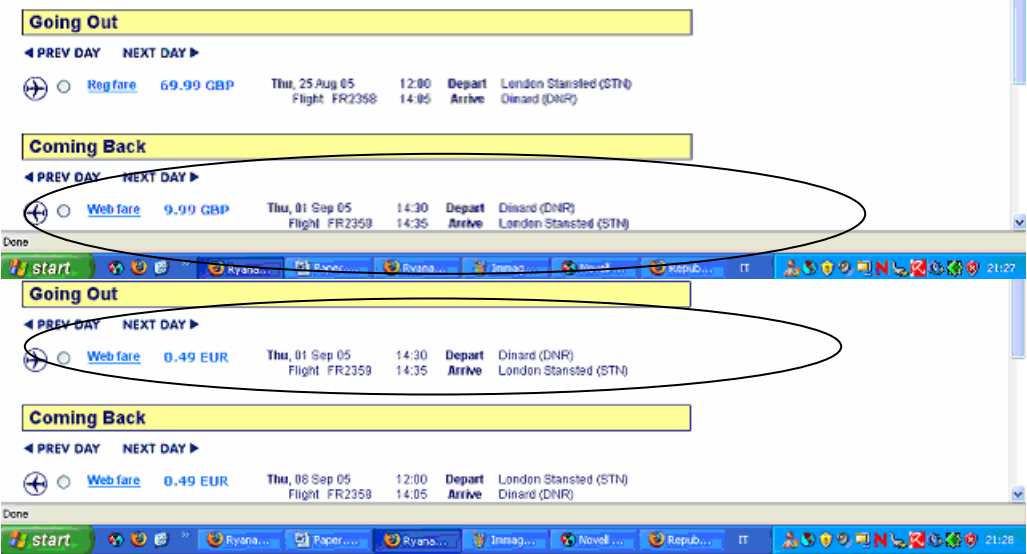 Going Out
PREV DAY NEXT DAY
Reg fare 69.99 GBP Thu, 25 Aug 05 12:00 Depart London Stansted (STN)
Flight FR2358 14:05 Arrive Dinard (DNR)
Coming Back
PREV DAY NEXT DAY
Web fare 9.99 GBP Thu, 01 Sep 05 14:30 Depart Dinard (DNR)
Flight FR2359 14:35 Arrive London Stansted (STN)
Done
start Ryana... Paper.... Ryana... Immag... Novell ... Repub... IT 21:27
Going Out
PREV DAY NEXT DAY
Web fare 0.49 EUR Thu, 01 Sep 05 14:30 Depart Dinard (DNR)
Flight FR2359 14:35 Arrive London Stansted (STN)
Coming Back
PREV DAY NEXT DAY
Web fare 0.49 EUR Thu, 08 Sep 05 12:00 Depart London Stansted (STN)
Flight FR2358 14:05 Arrive Dinard (DNR)
Done
start Ryana... Paper.... Ryana... Immag... Novell ... Repub... IT 21:28